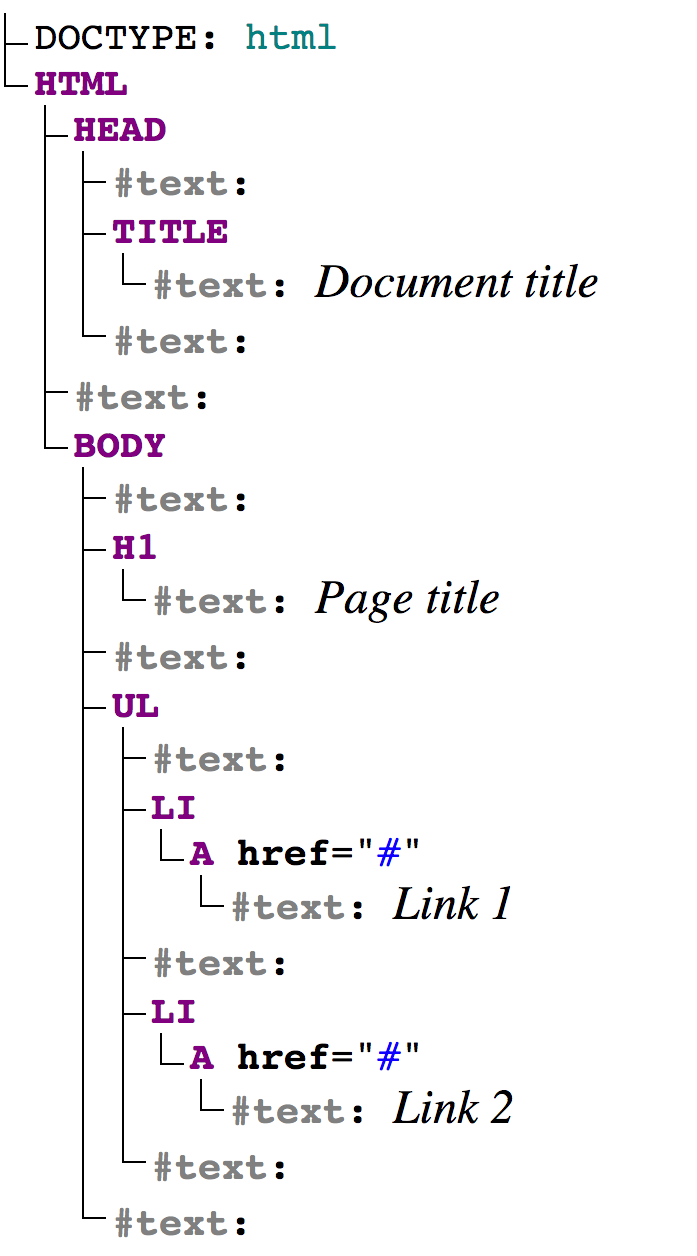 DOCTYPE: html
HTML
HEAD
#text:
TITLE
#text: Document title
#text:
#text:
BODY
#text:
H1
#text: Page title
#text:
UL
#text:
LI
A href="#"
#text: Link 1
#text:
LI
A href="#"
#text: Link 2
#text:
#text: